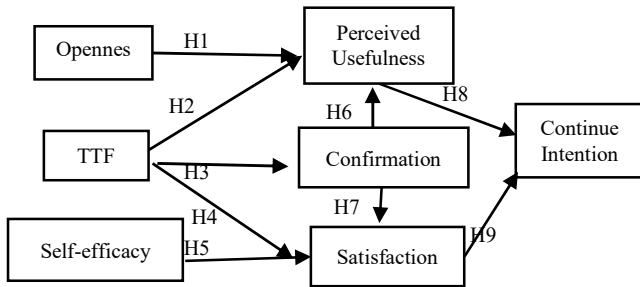 Opennes
H1
Perceived
Usefulness
H2
H6
H8
TTF
H3
Confirmation
Continue
Intention
H4
H7
Self-efficacy
H5
Satisfaction
H9